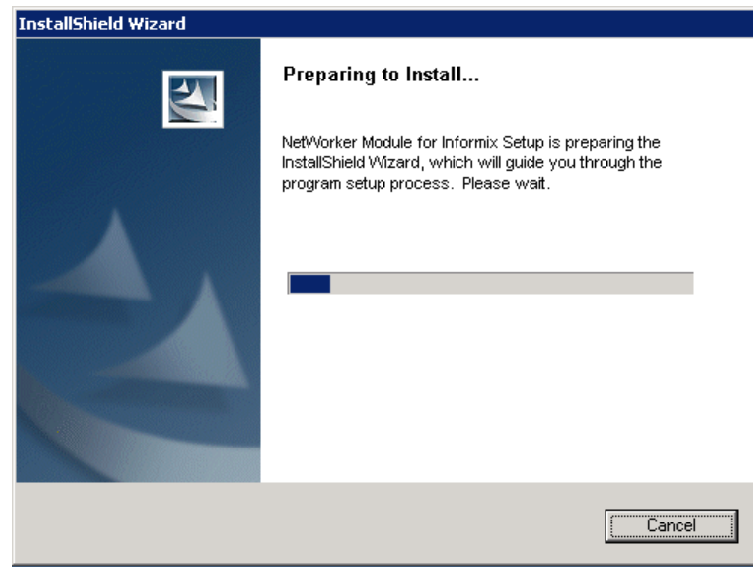 InstallShield Wizard
Preparing to Install...
NetWorker Module for Informix Setup is preparing the
InstallShield Wizard, which will guide you through the
program setup process. Please wait.
Cancel